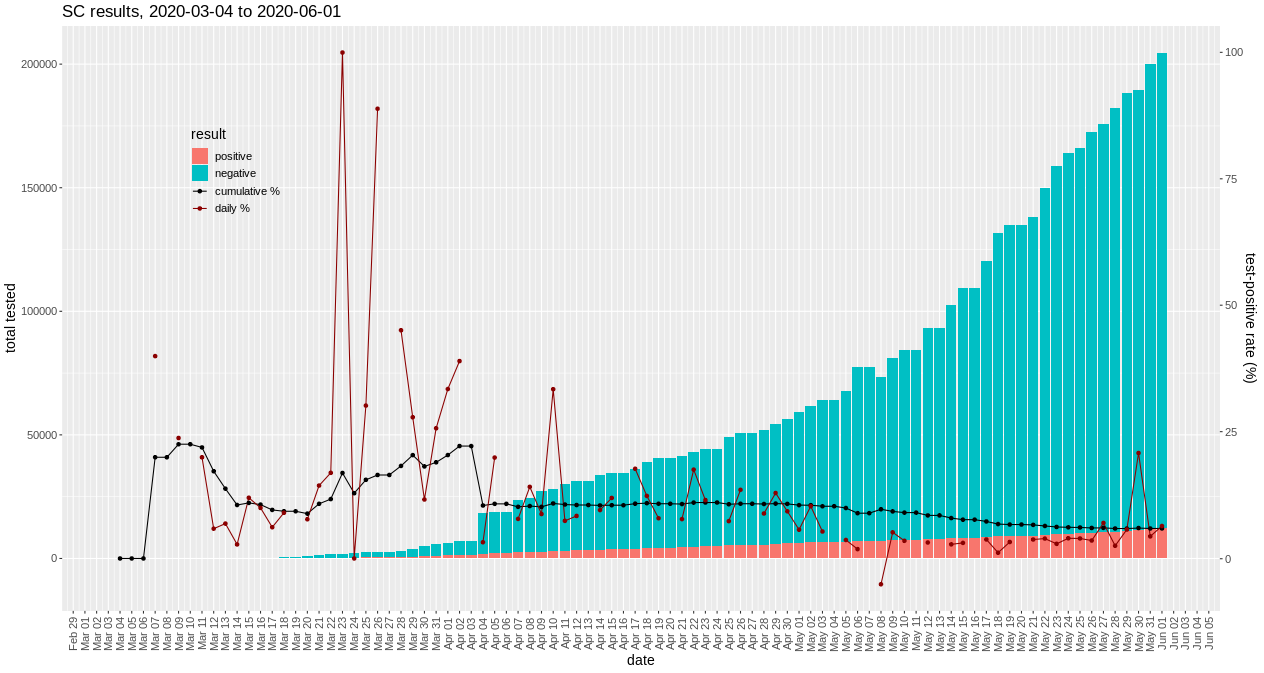 SC results, 2020-03-04 to 2020-06-01
200000
150000
100000
50000
0
total tested
result
positive
negative
cumulative %
daily %
100
75
50
25
0
test-positive rate (%)
Feb 29
Mar 01
Mar 02
Mar 03
Mar 04
Mar 05
Mar 06
Mar 07
Mar 08
Mar 09
Mar 10
Mar 11
Mar 12
Mar 13
Mar 14
Mar 15
Mar 16
Mar 17
Mar 18
Mar 19
Mar 20
Mar 21
Mar 22
Mar 23
Mar 24
Mar 25
Mar 26
Mar 27
Mar 28
Mar 29
Mar 30
Mar 31
Apr 01
Apr 02
Apr 03
Apr 04
Apr 05
Apr 06
Apr 07
Apr 08
Apr 09
Apr 10
Apr 11
Apr 12
Apr 13
Apr 14
Apr 15
Apr 16
Apr 17
Apr 18
Apr 19
Apr 20
Apr 21
Apr 22
Apr 23
Apr 24
Apr 25
Apr 26
Apr 27
Apr 28
Apr 29
Apr 30
May 01
May 02
May 03
May 04
May 05
May 06
May 07
May 08
May 09
May 10
May 11
May 12
May 13
May 14
May 15
May 16
May 17
May 18
May 19
May 20
May 21
May 22
May 23
May 24
May 25
May 26
May 27
May 28
May 29
May 30
May 31
Jun 01
Jun 02
Jun 03
Jun 04
Jun 05
date